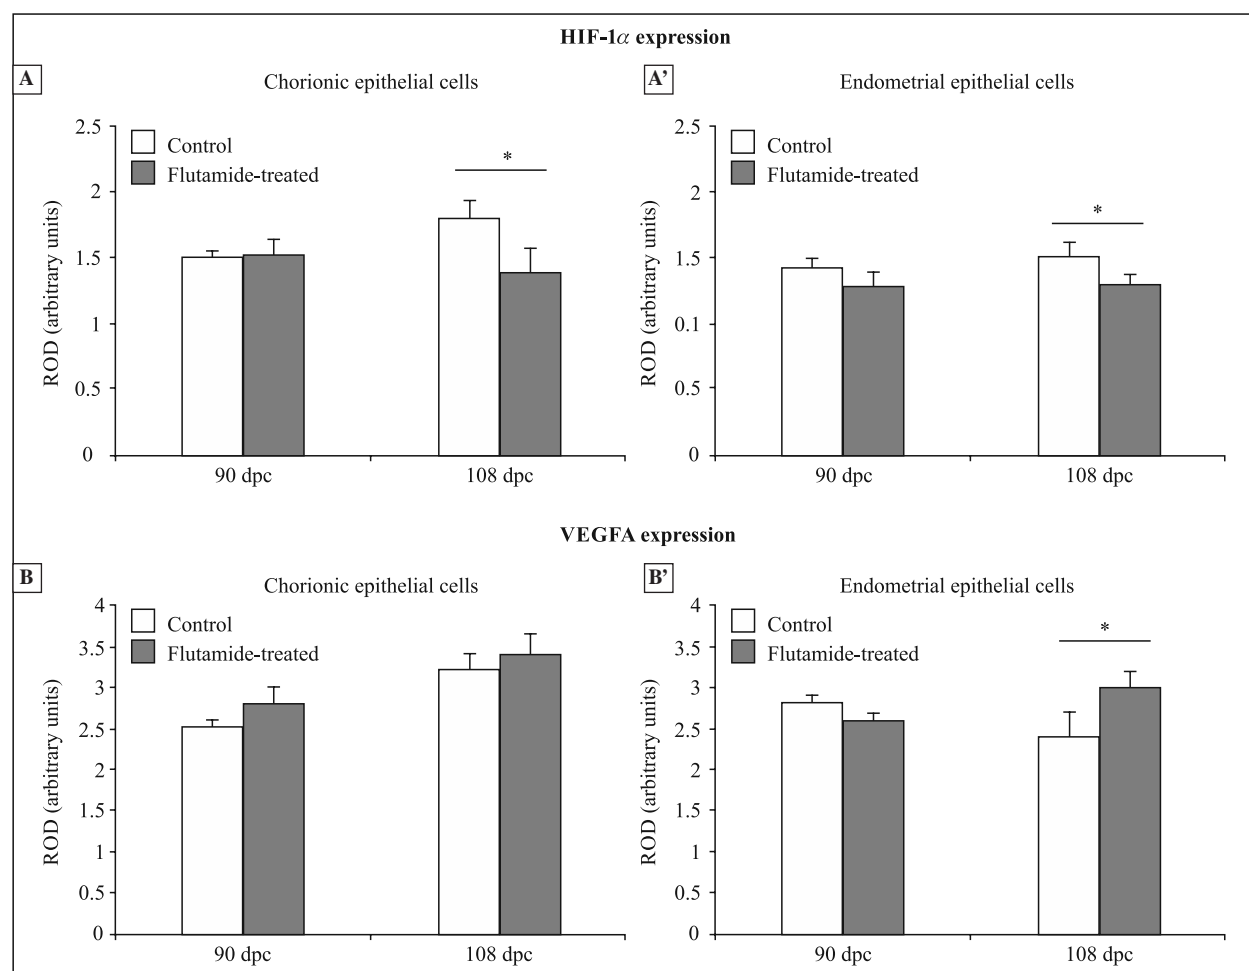 HIF-1α expression
A
Chorionic epithelial cells
ROD (arbitrary units)
2.5
2
1.5
1
0.5
0
Control
Flutamide-treated
*
90 dpc
108 dpc
A’
Endometrial epithelial cells
ROD (arbitrary units)
2.5
2
1.5
0.1
0.5
0
Control
Flutamide-treated
*
90 dpc
108 dpc
VEGFA expression
B
Chorionic epithelial cells
ROD (arbitrary units)
4
3.5
3
2.5
2
1.5
1
0.5
0
Control
Flutamide-treated
90 dpc
108 dpc
B’
Endometrial epithelial cells
ROD (arbitrary units)
4
3.5
3
2.5
2
1.5
1
0.5
0
Control
Flutamide-treated
*
90 dpc
108 dpc